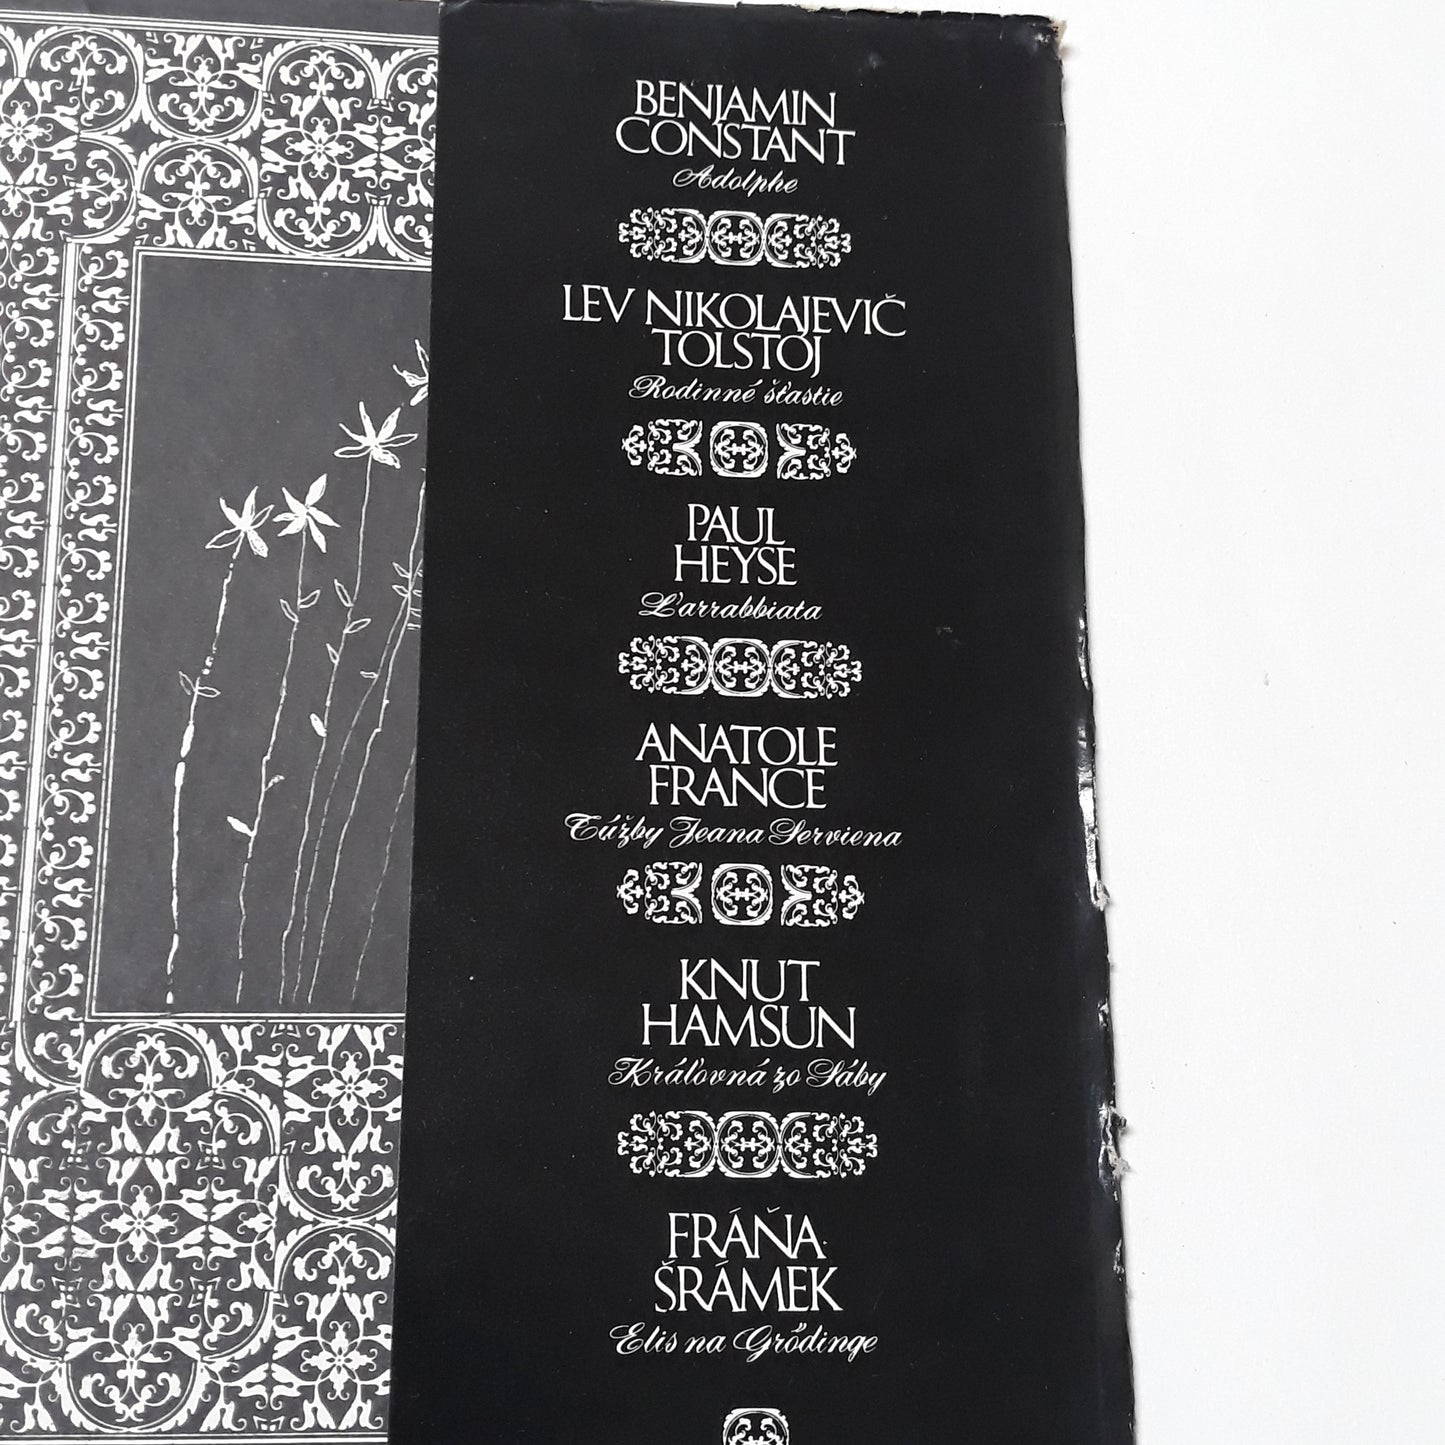 BENJAMIN
CONSTANT
Adolphe
LEV NIKOLAJEVIČ
TOLSTOJ
Rodinné šťastie
PAUL
HEYSE
L'arrabbiata
ANATOLE
FRANCE
Túžby Jeana Serviena
KNUT
HAMSUN
Kráľovná zo Sáby
FRÁŇA
ŠRÁMEK
Elis na Grődinge